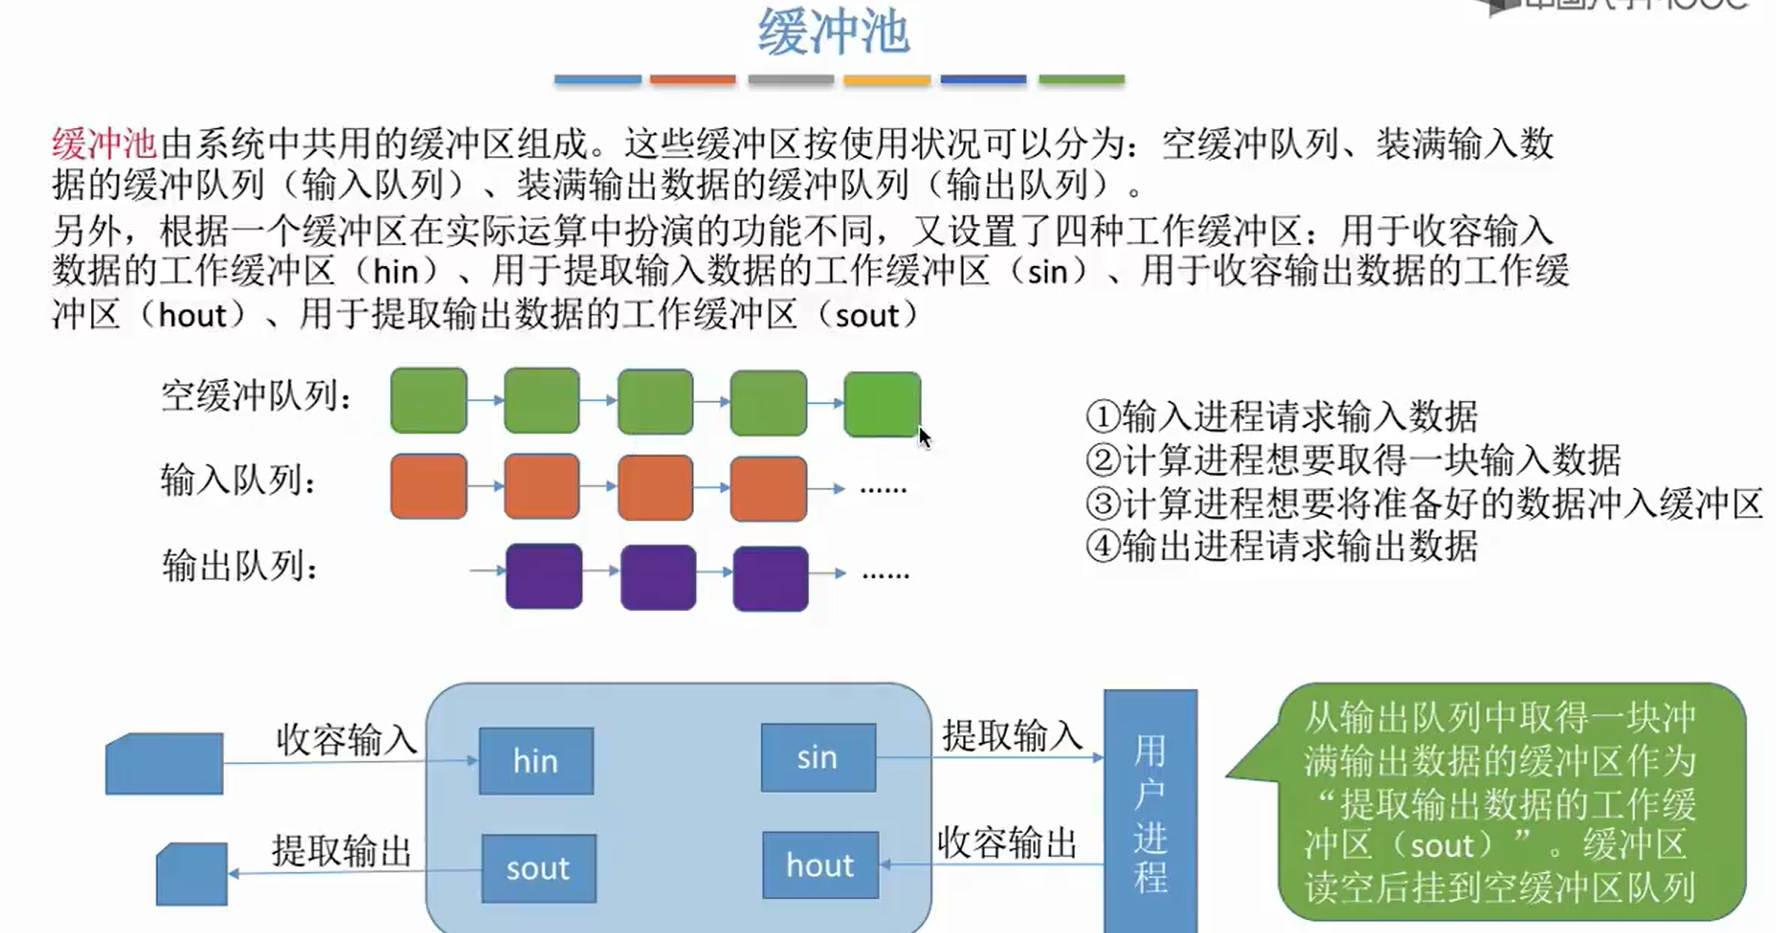 中国大学MOOC
缓冲池
缓冲池由系统中共用的缓冲区组成。这些缓冲区按使用状况可以分为：空缓冲队列、装满输入数
据的缓冲队列（输入队列）、装满输出数据的缓冲队列（输出队列）。
另外，根据一个缓冲区在实际运算中扮演的功能不同，又设置了四种工作缓冲区：用于收容输入
数据的工作缓冲区（hin）、用于提取输入数据的工作缓冲区（sin）、用于收容输出数据的工作缓
冲区（hout）、用于提取输出数据的工作缓冲区（sout）
空缓冲队列：
输入队列：
......
输出队列：
......
①输入进程请求输入数据
②计算进程想要取得一块输入数据
③计算进程想要将准备好的数据冲入缓冲区
④输出进程请求输出数据
收容输入
hin
sin
提取输入
提取输出
sout
hout
收容输出
用
户
进
程
从输出队列中取得一块冲
满输出数据的缓冲区作为
“提取输出数据的工作缓
冲区（sout）”。缓冲区
读空后挂到空缓冲区队列